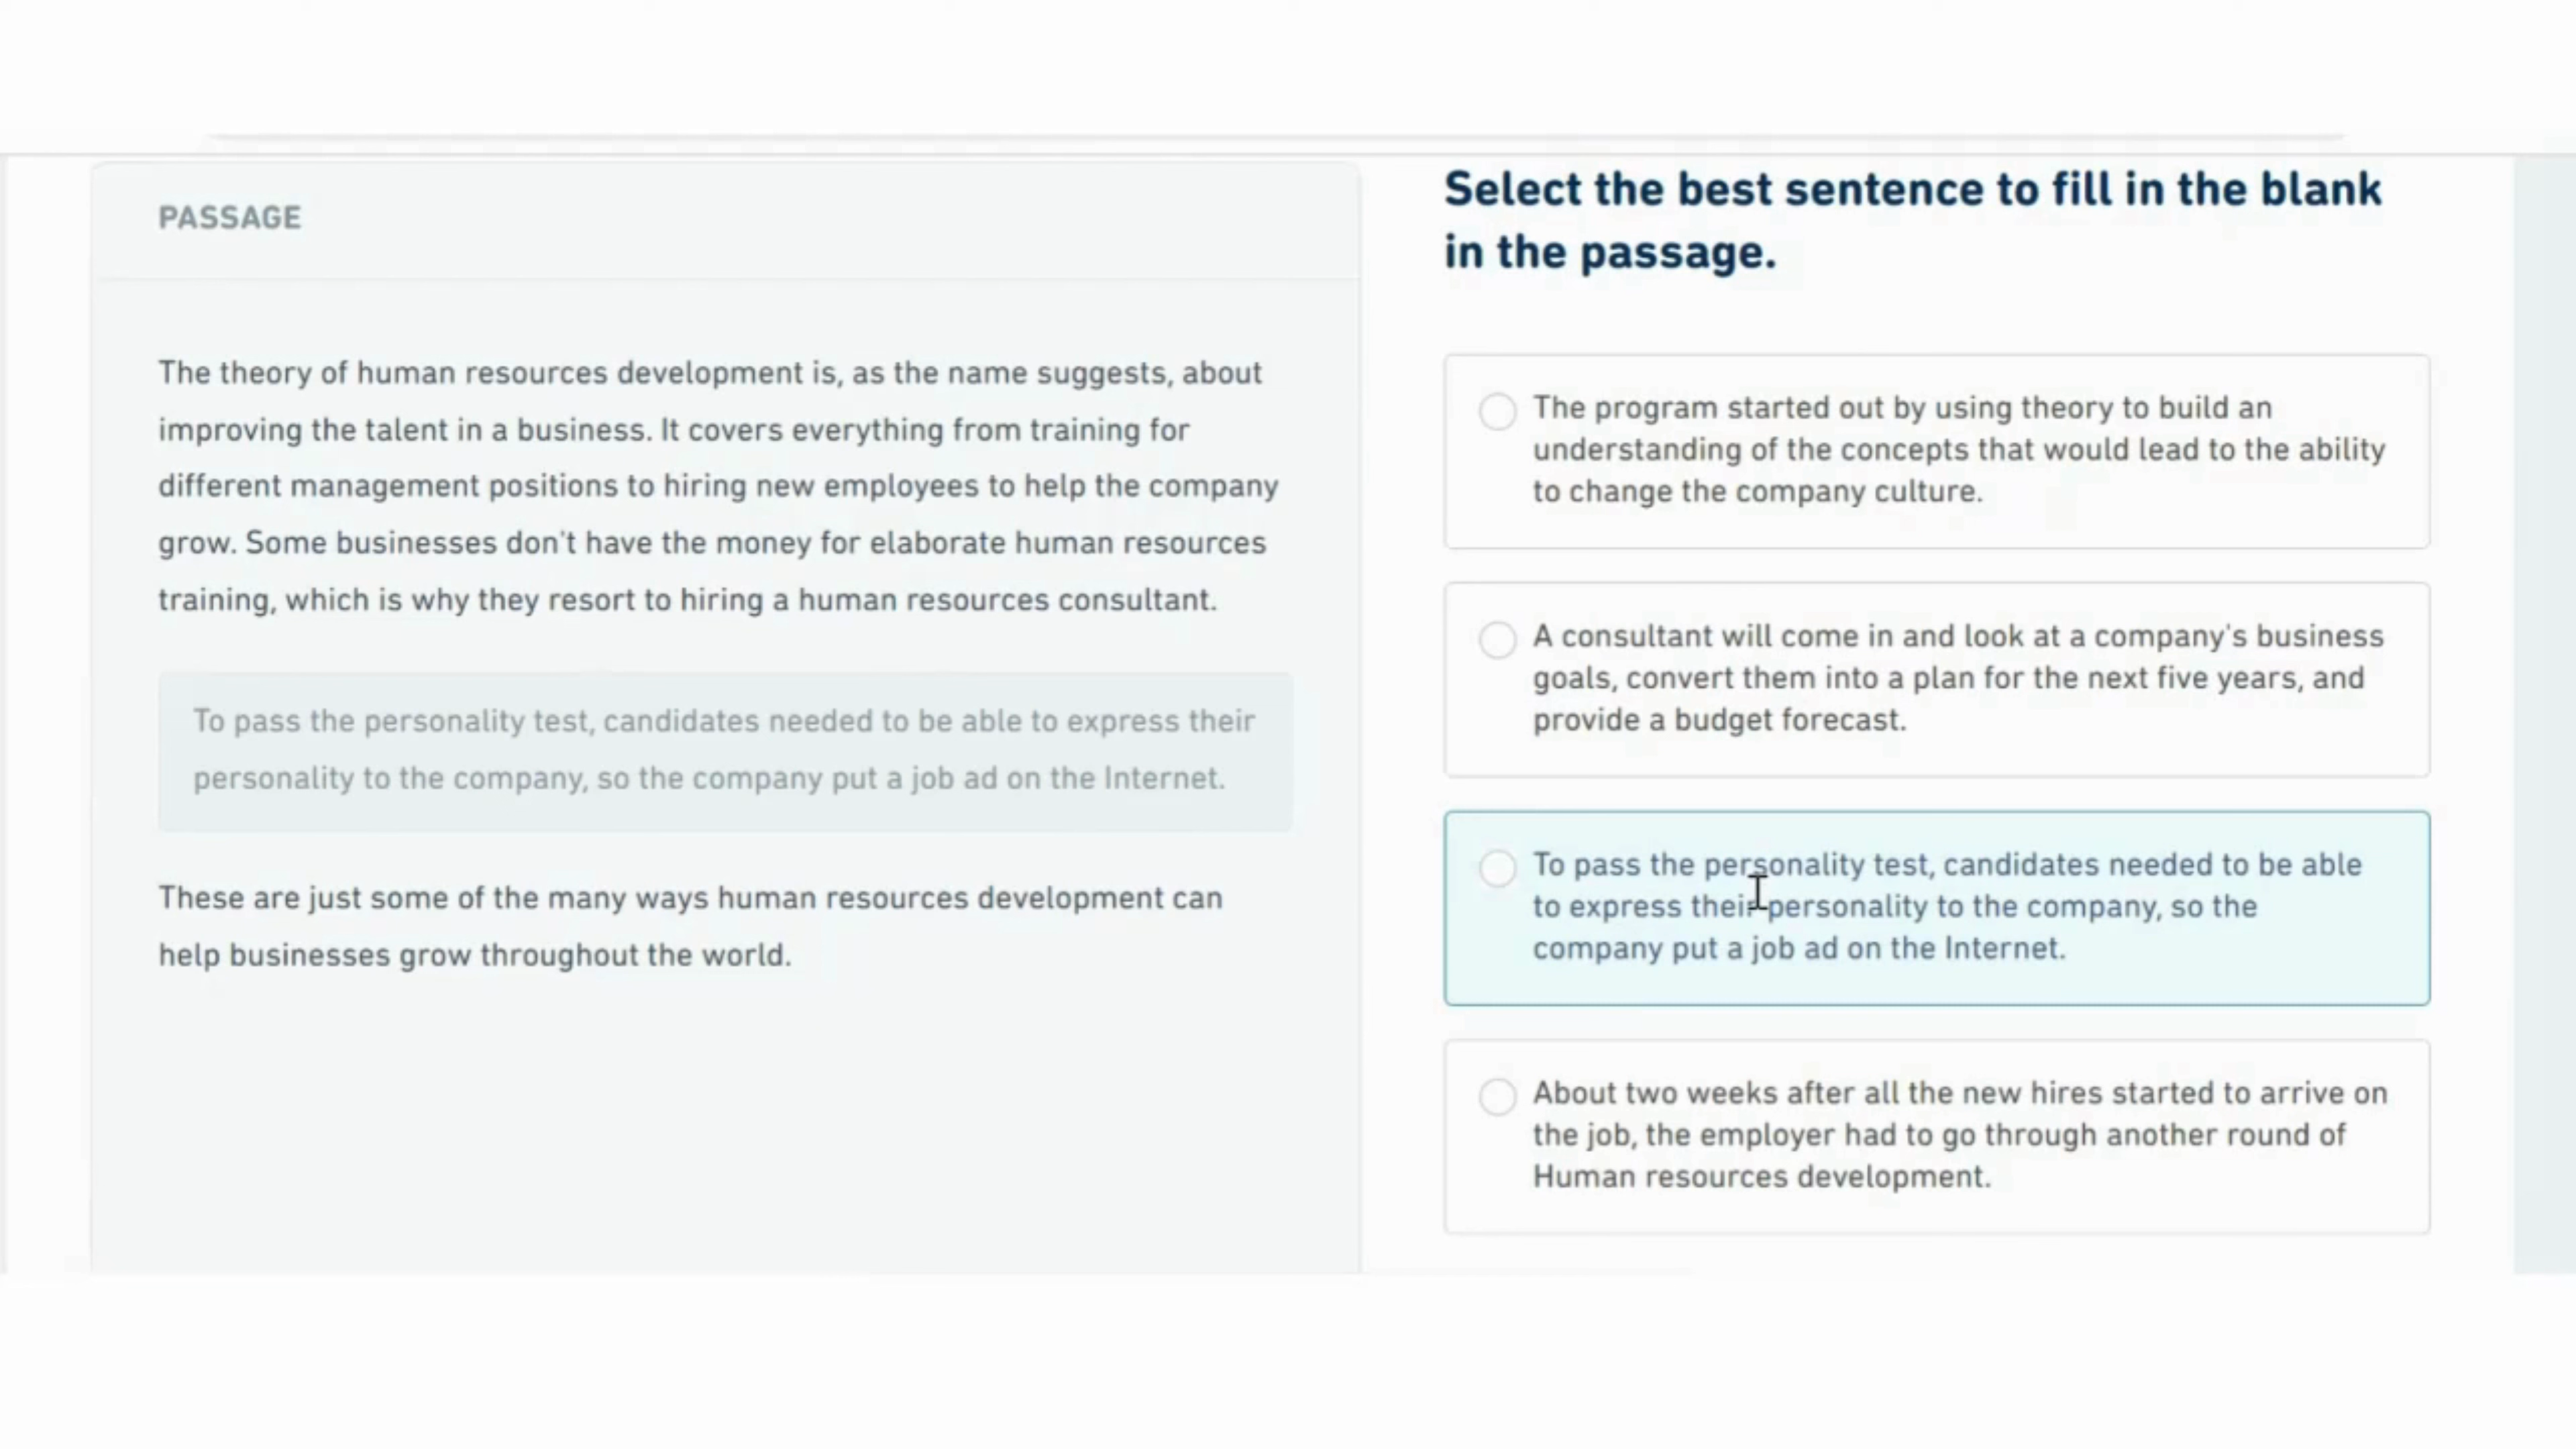 PASSAGE
The theory of human resources development is, as the name suggests, about
improving the talent in a business. It covers everything from training for
different management positions to hiring new employees to help the company
grow. Some businesses don't have the money for elaborate human resources
training, which is why they resort to hiring a human resources consultant.
To pass the personality test, candidates needed to be able to express their
personality to the company, so the company put a job ad on the Internet.
These are just some of the many ways human resources development can
help businesses grow throughout the world.
Select the best sentence to fill in the blank
in the passage.
The program started out by using theory to build an
understanding of the concepts that would lead to the ability
to change the company culture.
A consultant will come in and look at a company's business
goals, convert them into a plan for the next five years, and
provide a budget forecast.
To pass the personality test, candidates needed to be able
to express their personality to the company, so the
company put a job ad on the Internet.
About two weeks after all the new hires started to arrive on
the job, the employer had to go through another round of
Human resources development.